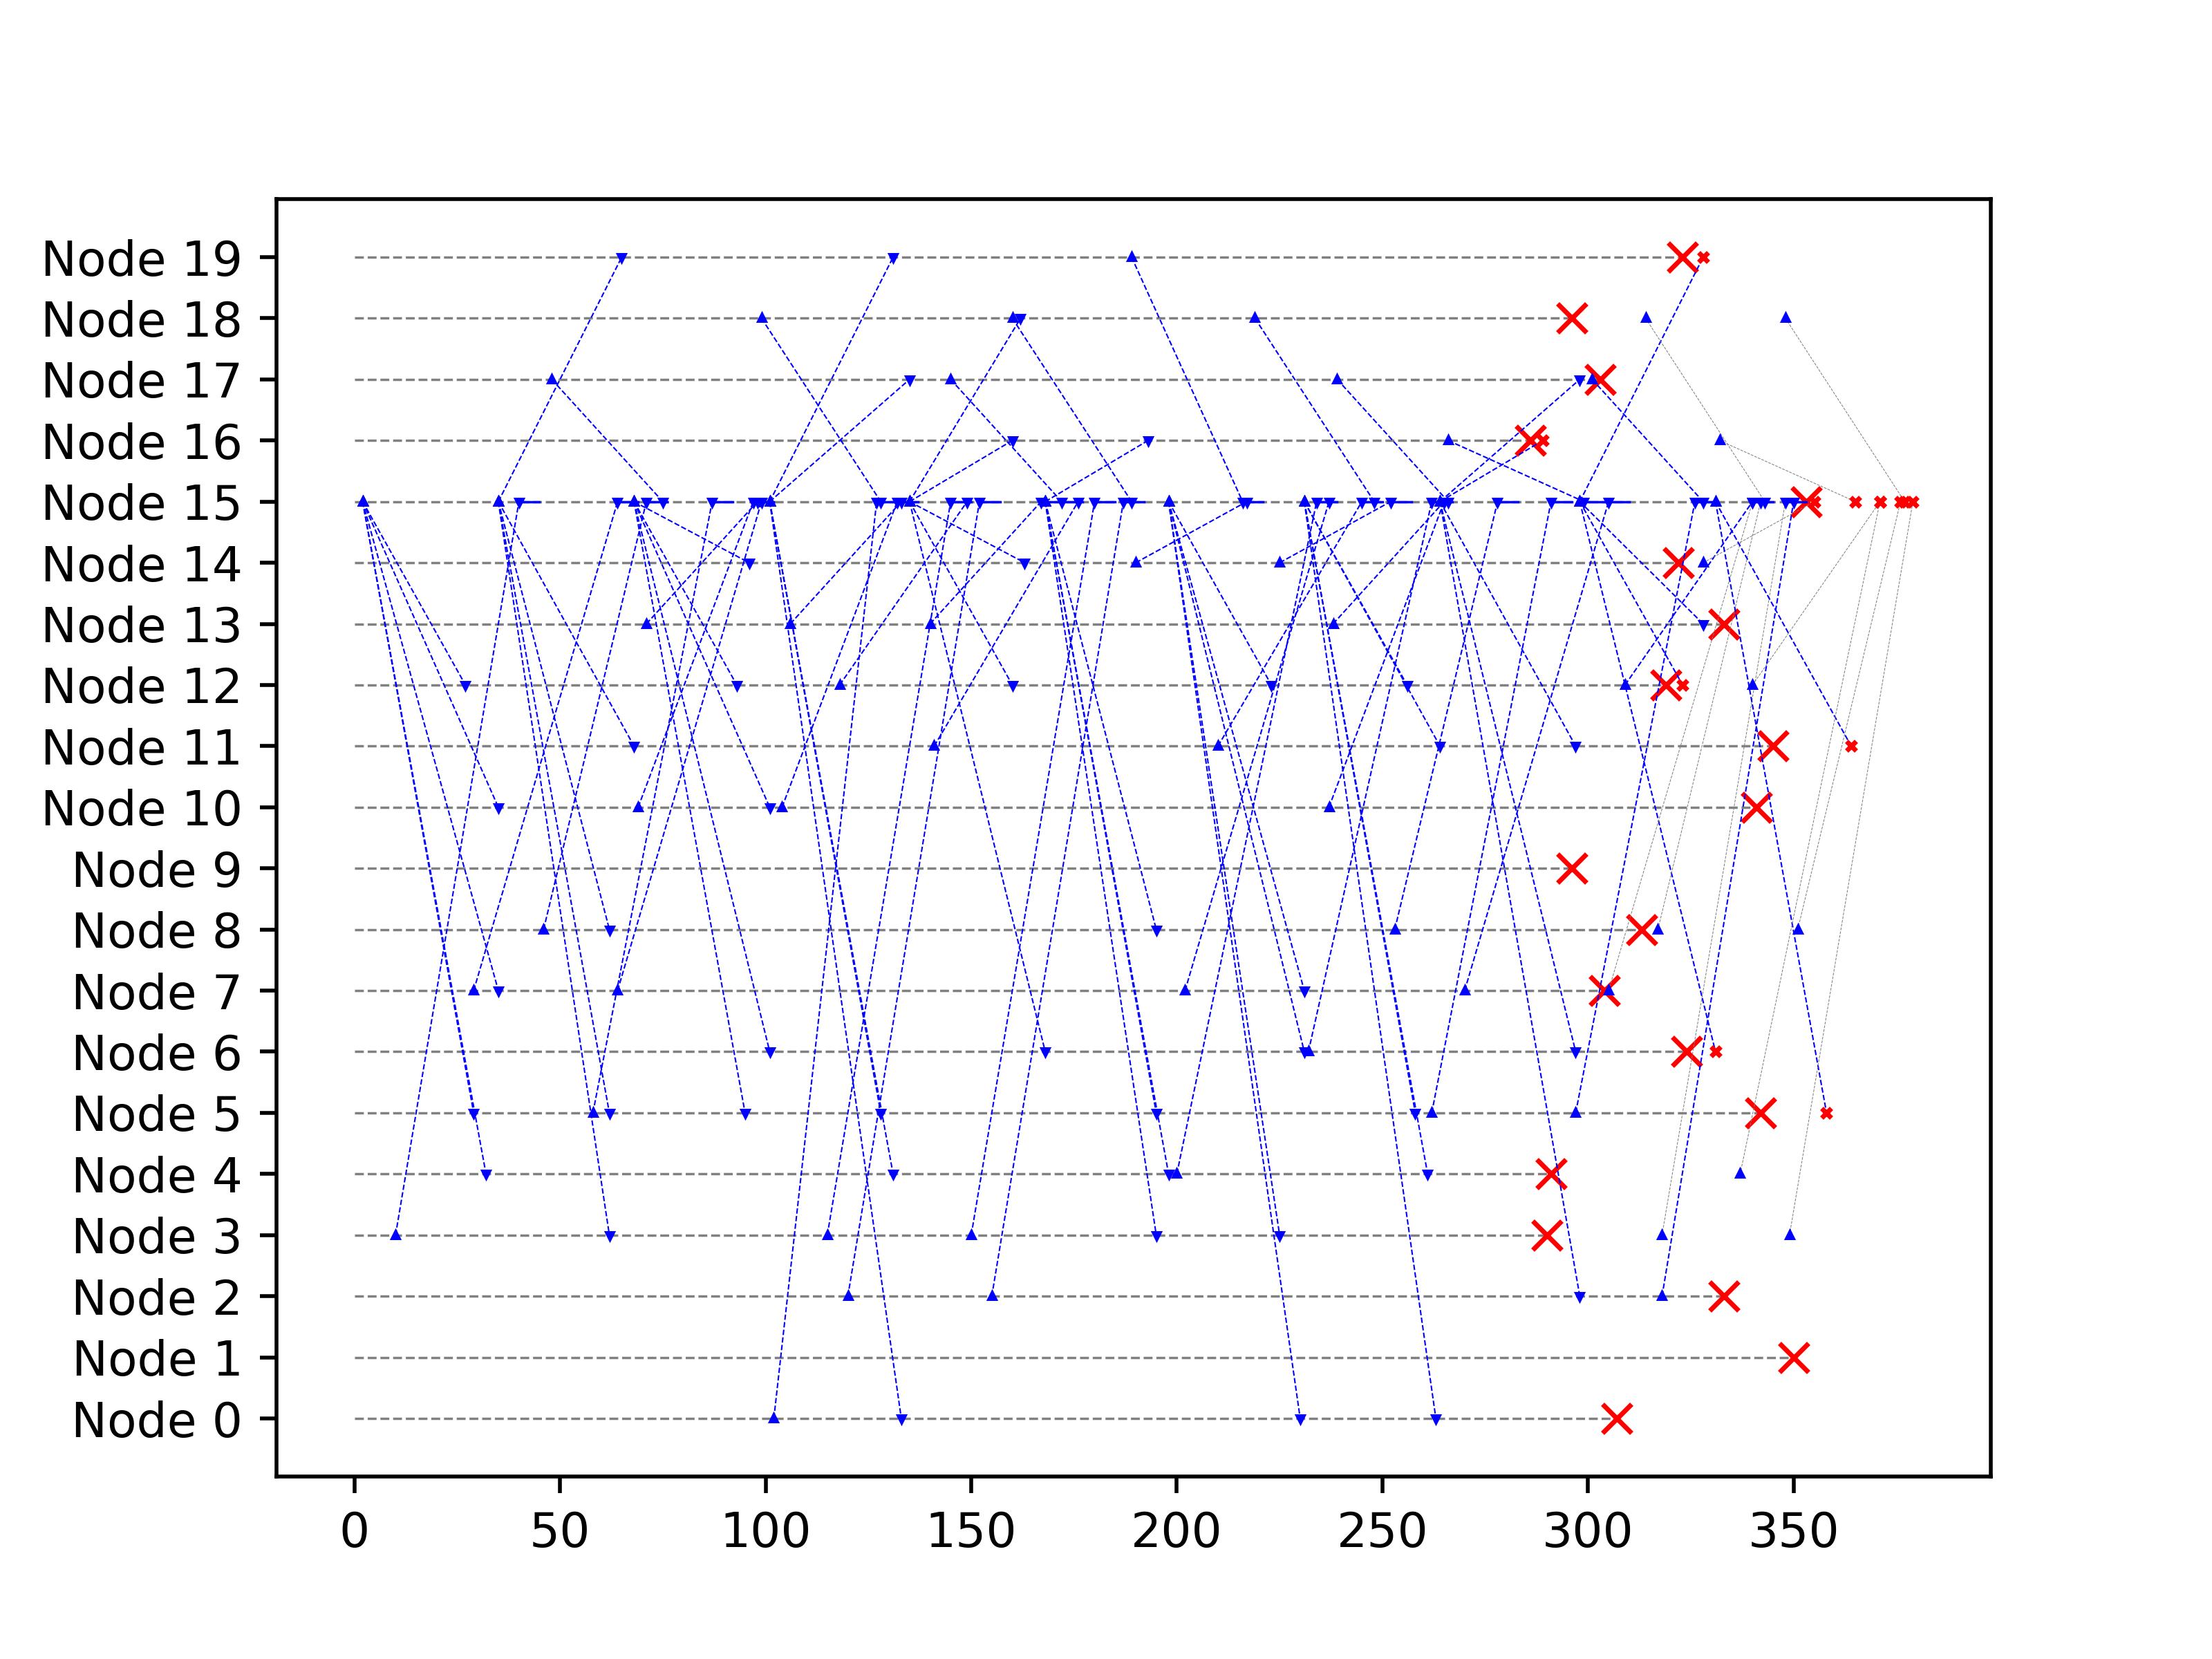 Node 19
Node 18
Node 17
Node 16
Node 15
Node 14
Node 13
Node 12
Node 11
Node 10
Node 9
Node 8
Node 7
Node 6
Node 5
Node 4
Node 3
Node 2
Node 1
Node 0
0 50 100 150 200 250 300 350